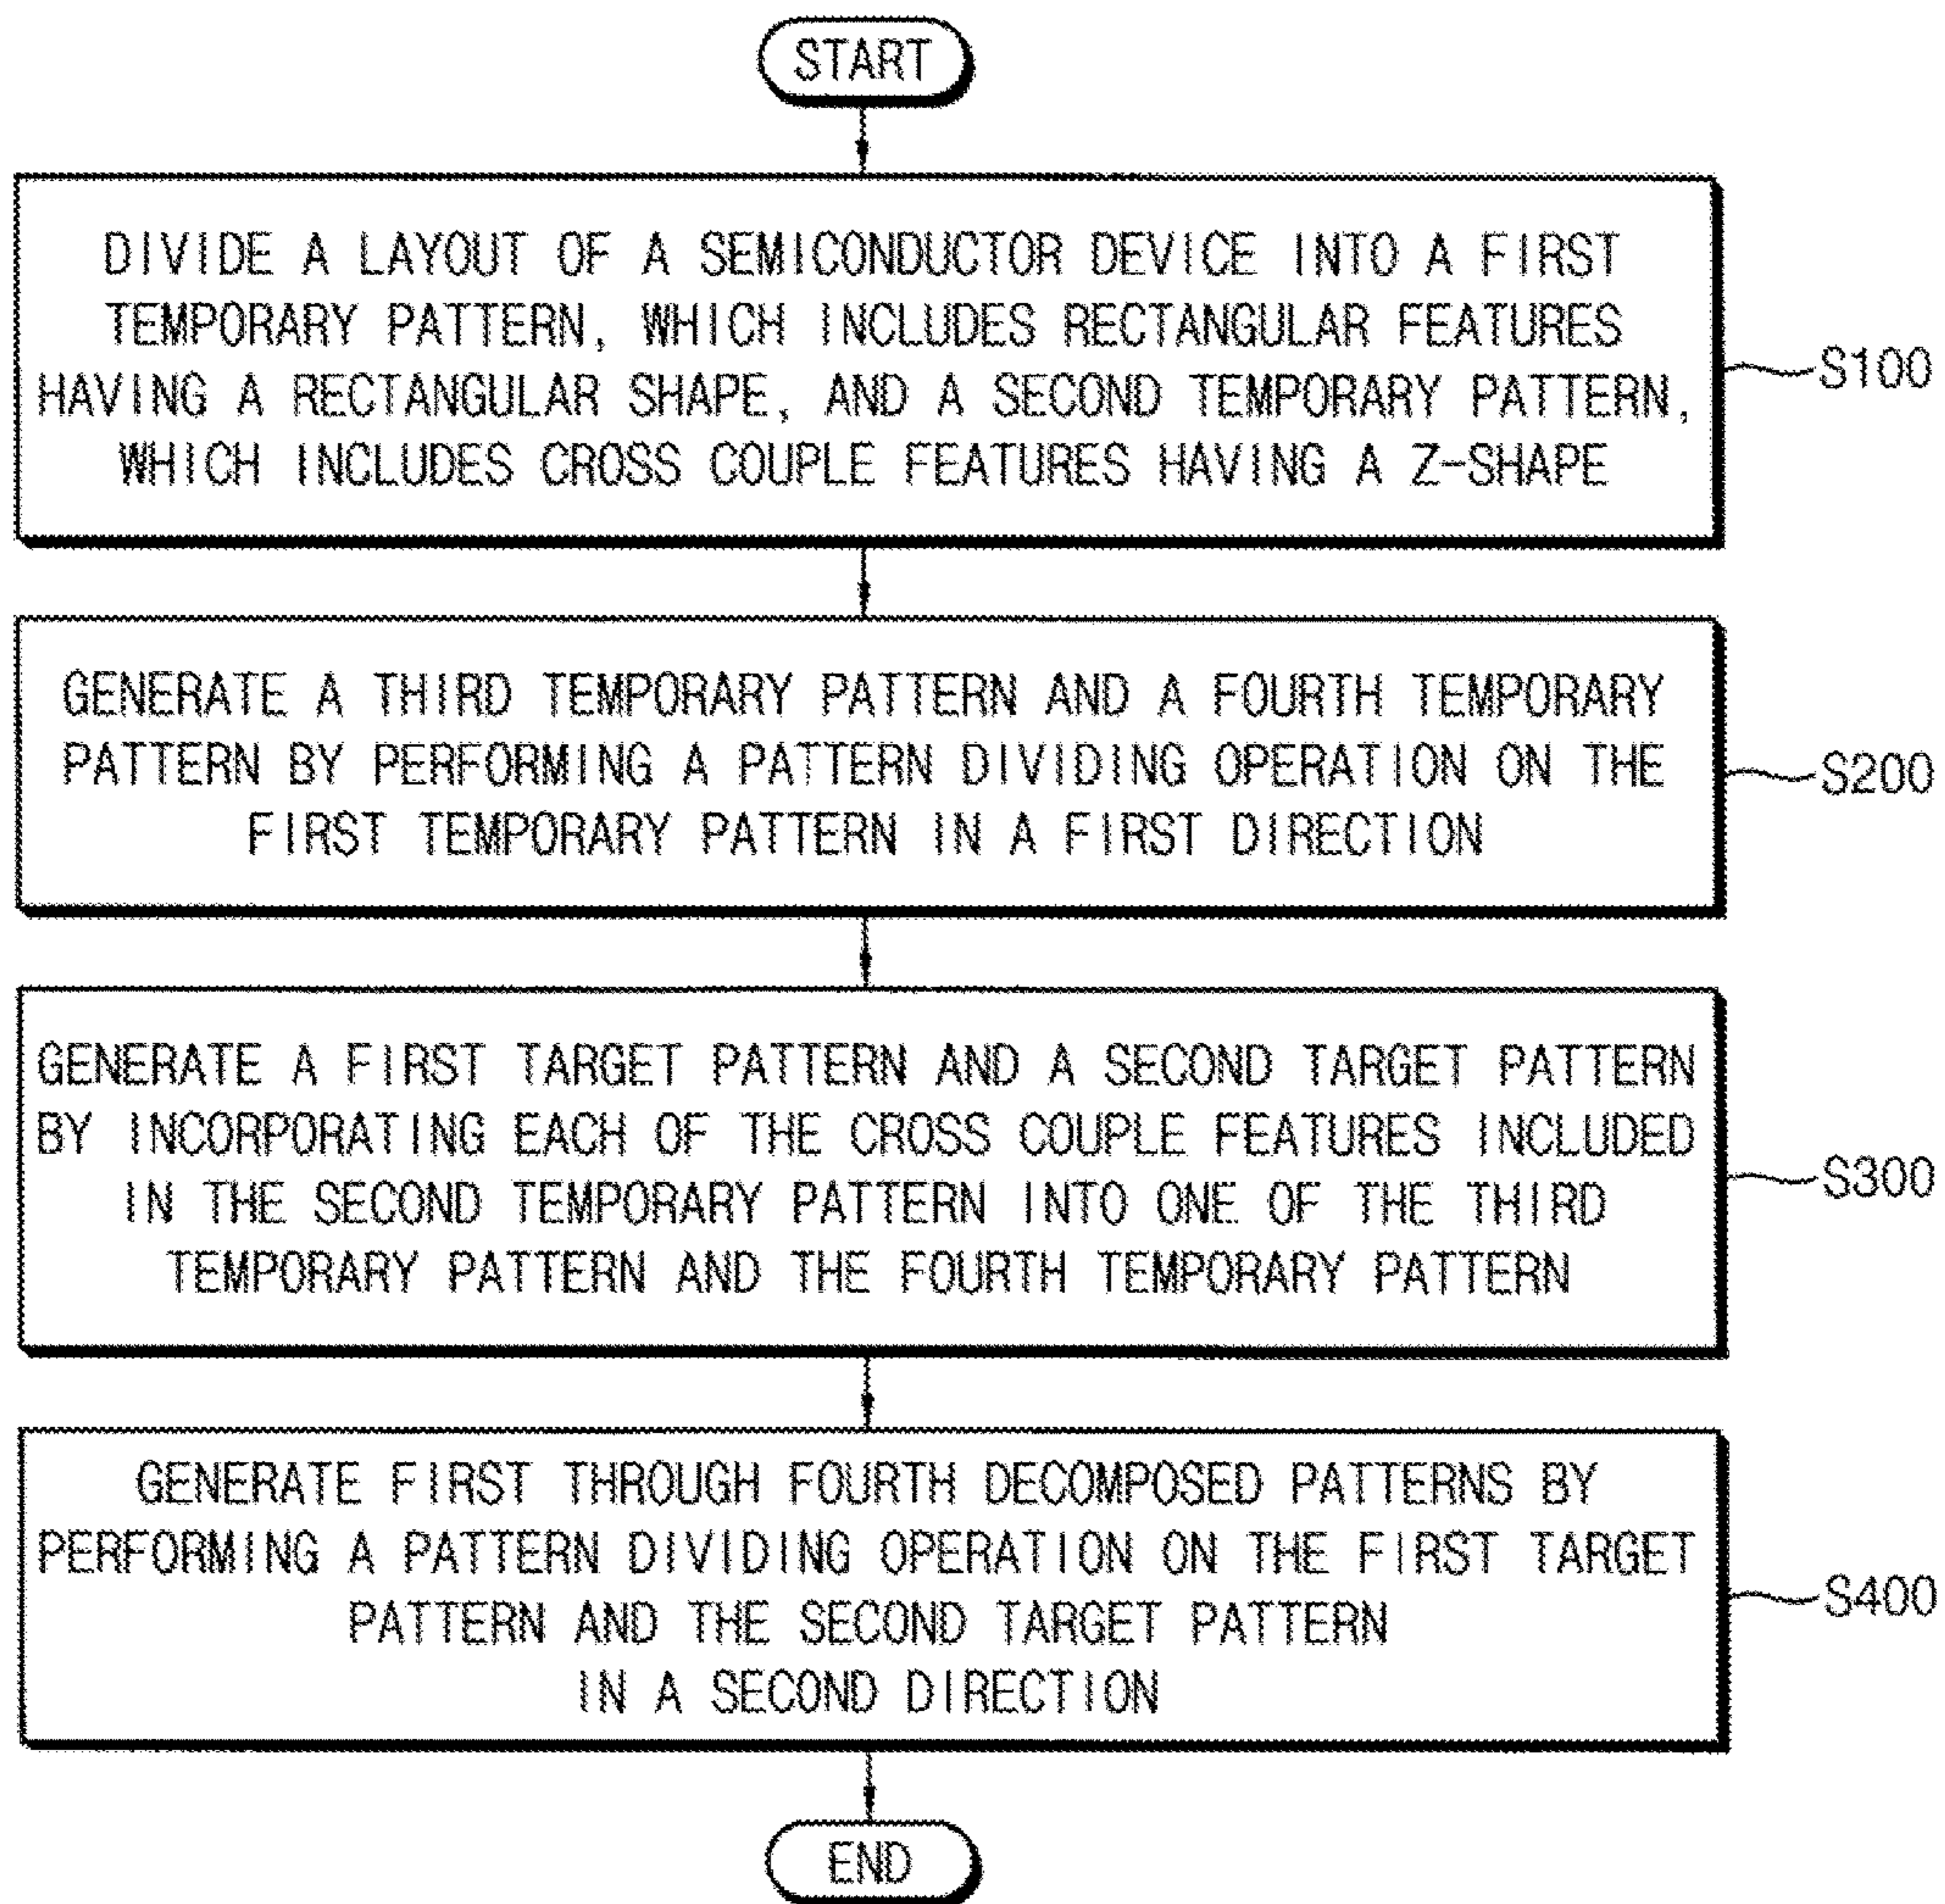 START
DIVIDE A LAYOUT OF A SEMICONDUCTOR DEVICE INTO A FIRST
TEMPORARY PATTERN, WHICH INCLUDES RECTANGULAR FEATURES
HAVING A RECTANGULAR SHAPE, AND A SECOND TEMPORARY PATTERN,
WHICH INCLUDES CROSS COUPLE FEATURES HAVING A Z-SHAPE
S100
GENERATE A THIRD TEMPORARY PATTERN AND A FOURTH TEMPORARY
PATTERN BY PERFORMING A PATTERN DIVIDING OPERATION ON THE
FIRST TEMPORARY PATTERN IN A FIRST DIRECTION
S200
GENERATE A FIRST TARGET PATTERN AND A SECOND TARGET PATTERN
BY INCORPORATING EACH OF THE CROSS COUPLE FEATURES INCLUDED
IN THE SECOND TEMPORARY PATTERN INTO ONE OF THE THIRD
TEMPORARY PATTERN AND THE FOURTH TEMPORARY PATTERN
S300
GENERATE FIRST THROUGH FOURTH DECOMPOSED PATTERNS BY
PERFORMING A PATTERN DIVIDING OPERATION ON THE FIRST TARGET
PATTERN AND THE SECOND TARGET PATTERN
IN A SECOND DIRECTION
S400
END